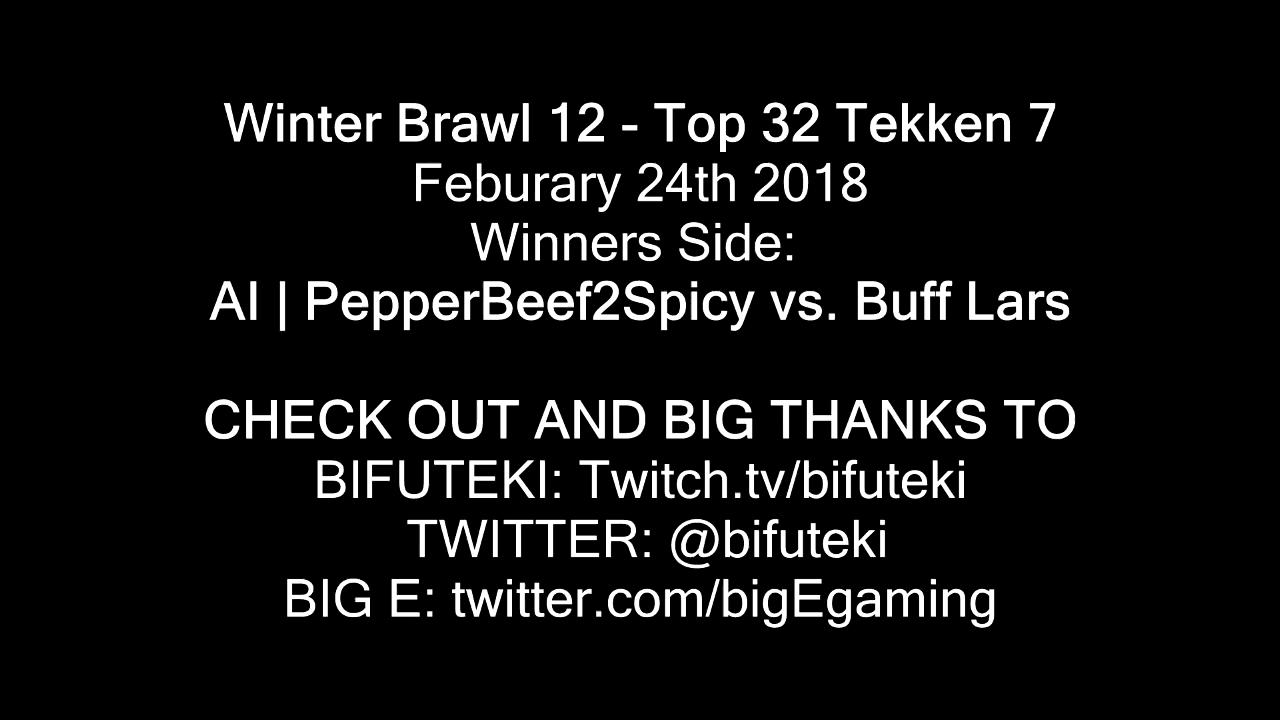 Winter Brawl 12 - Top 32 Tekken 7
Feburary 24th 2018
Winners Side:
AI | PepperBeef2Spicy vs. Buff Lars
CHECK OUT AND BIG THANKS TO
BIFUTEKI: Twitch.tv/bifuteki
TWITTER: @bifuteki
BIG E: twitter.com/bigEgaming